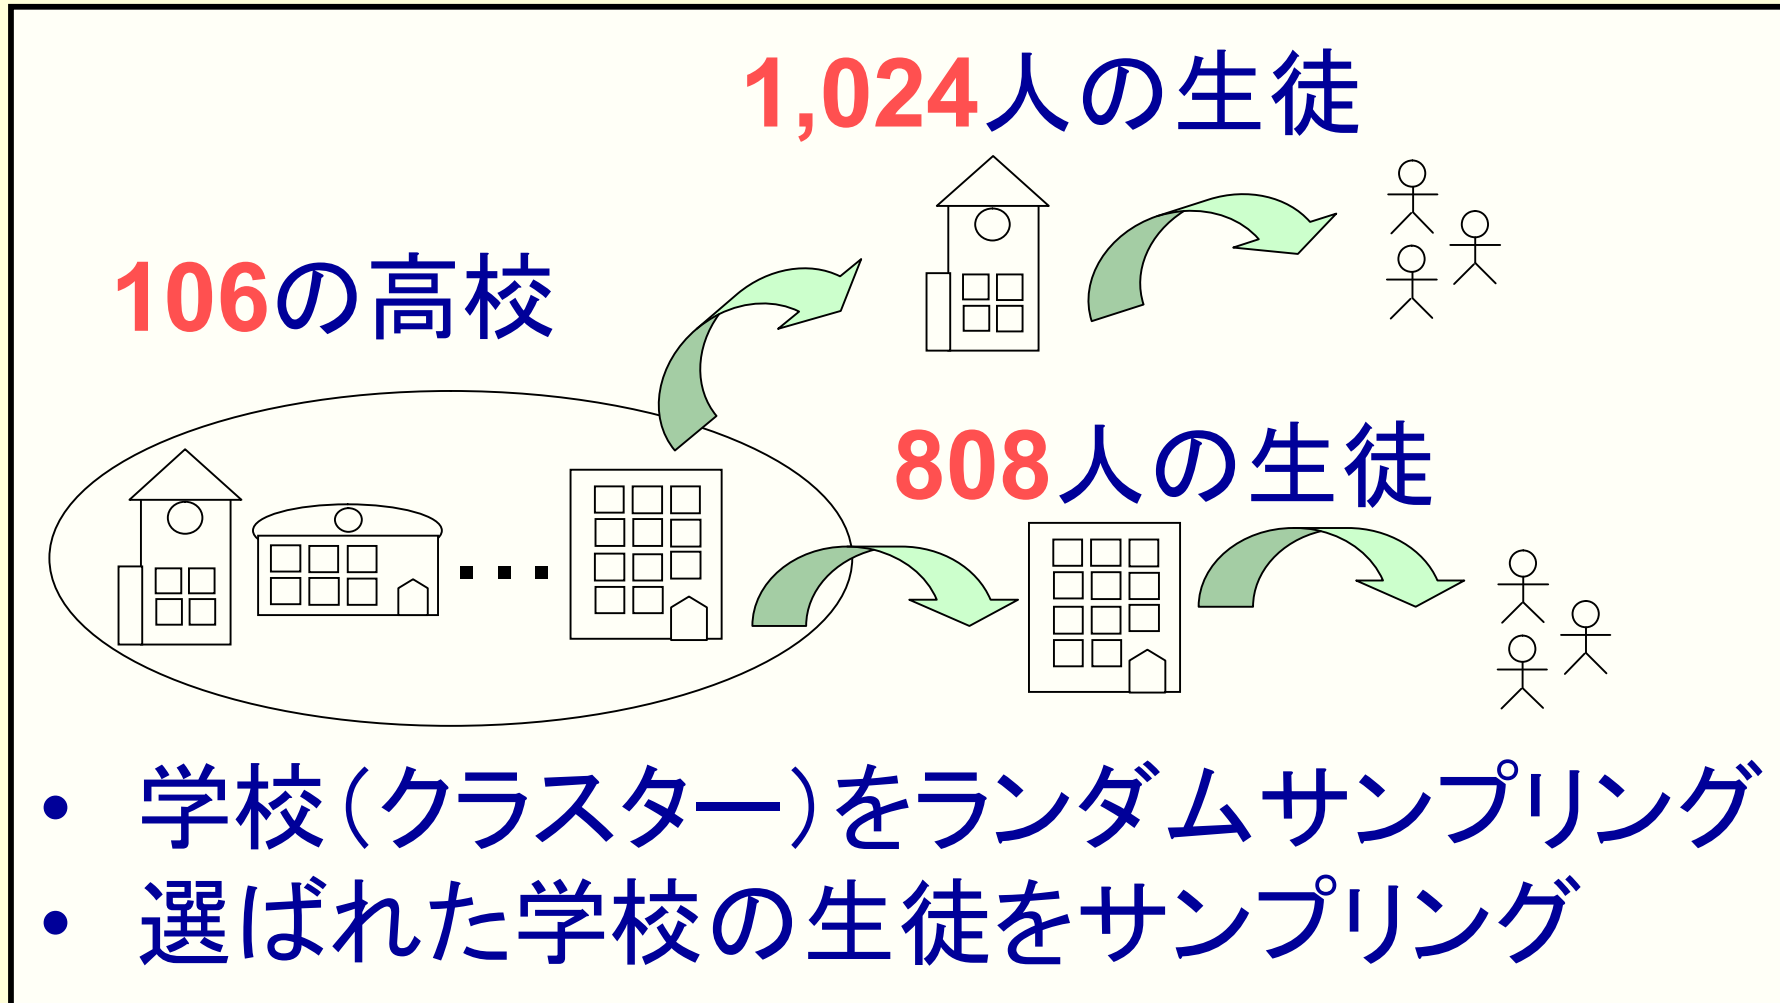 1,024人の生徒
106の高校
808人の生徒
・・・
• 学校(クラスター)をランダムサンプリング
• 選ばれた学校の生徒をサンプリング